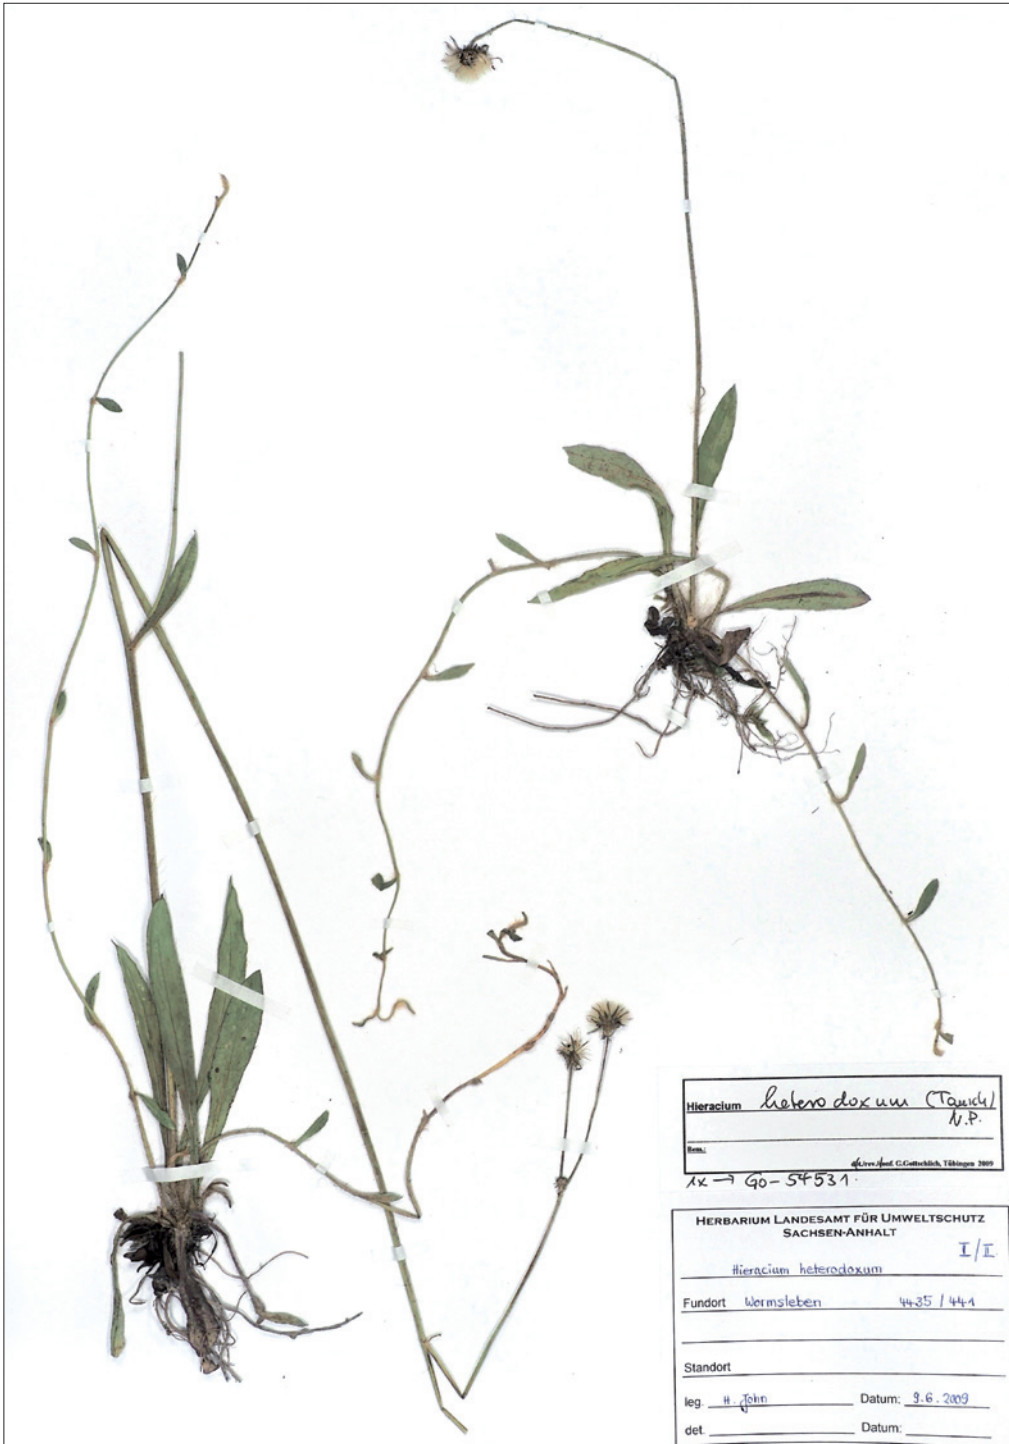 Hieracium heterodoxum (Tausch)
N.P.
Bem.:
det./rev./conf. G.Gottschlich, Tübingen 2009
1x → Go-54531.
HERBARIUM LANDESAMT FÜR UMWELTSCHUTZ
SACHSEN-ANHALT
I/II
Hieracium heterodoxum
Fundort Wormsleben 4435 / 441
Standort
leg. H. John Datum: 9.6.2009
det. Datum: